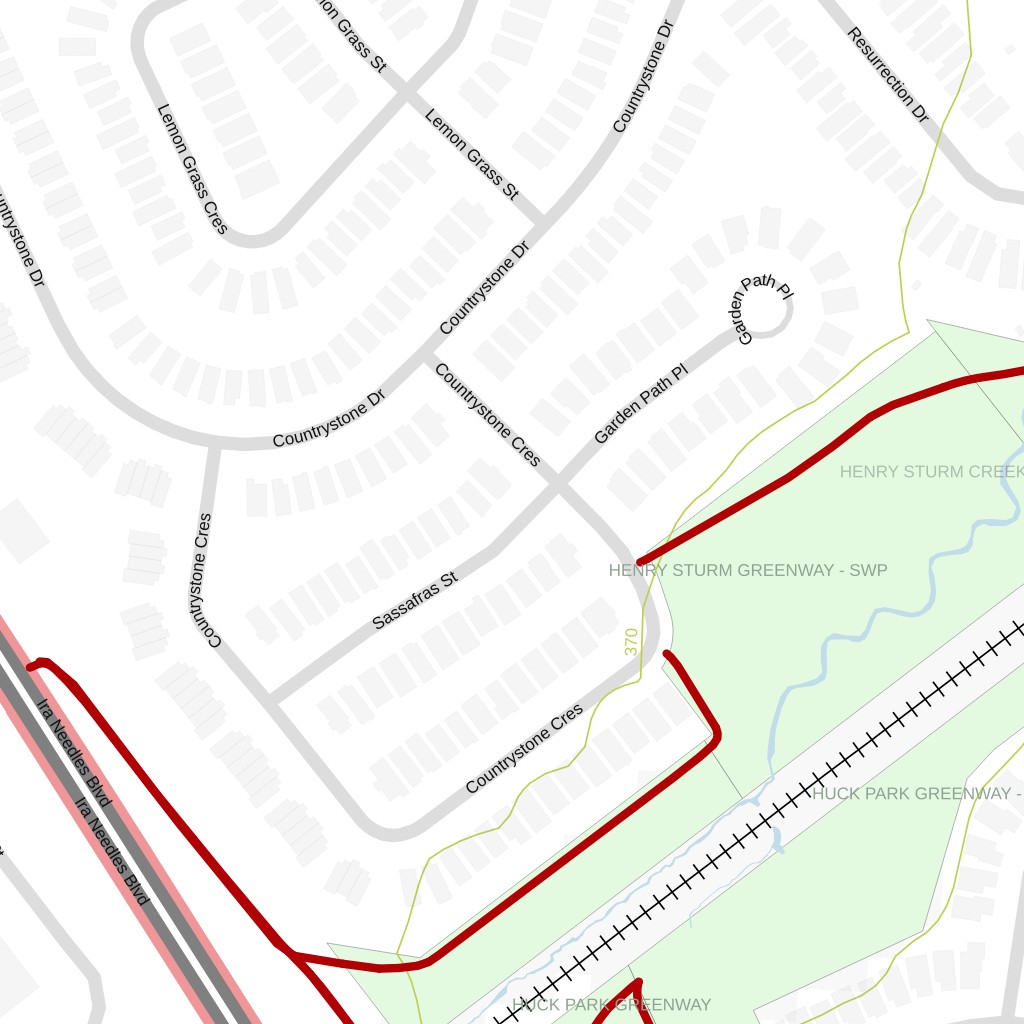 on Grass St
Countrystone Dr
Resurrection Dr
Lemon Grass St
Lemon Grass Cres
untrystone Dr
Countrystone Dr
Garden Path Pl
Countrystone Cres
Garden Path Pl
Countrystone Dr
HENRY STURM CREEK
Countrystone Cres
HENRY STURM GREENWAY - SWP
Sassafras St
370
Countrystone Cres
Ira Needles Blvd
HUCK PARK GREENWAY -
Ira Needles Blvd
HUCK PARK GREENWAY